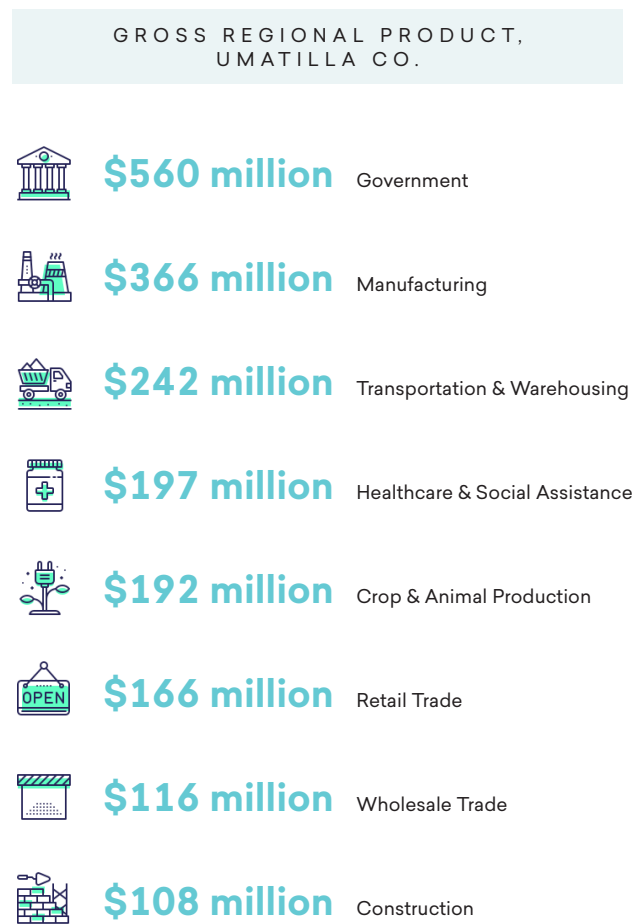 GROSS REGIONAL PRODUCT,
UMATILLA CO.
$560 million Government
$366 million Manufacturing
$242 million Transportation & Warehousing
$197 million Healthcare & Social Assistance
$192 million Crop & Animal Production
OPEN
$166 million Retail Trade
$116 million Wholesale Trade
$108 million Construction